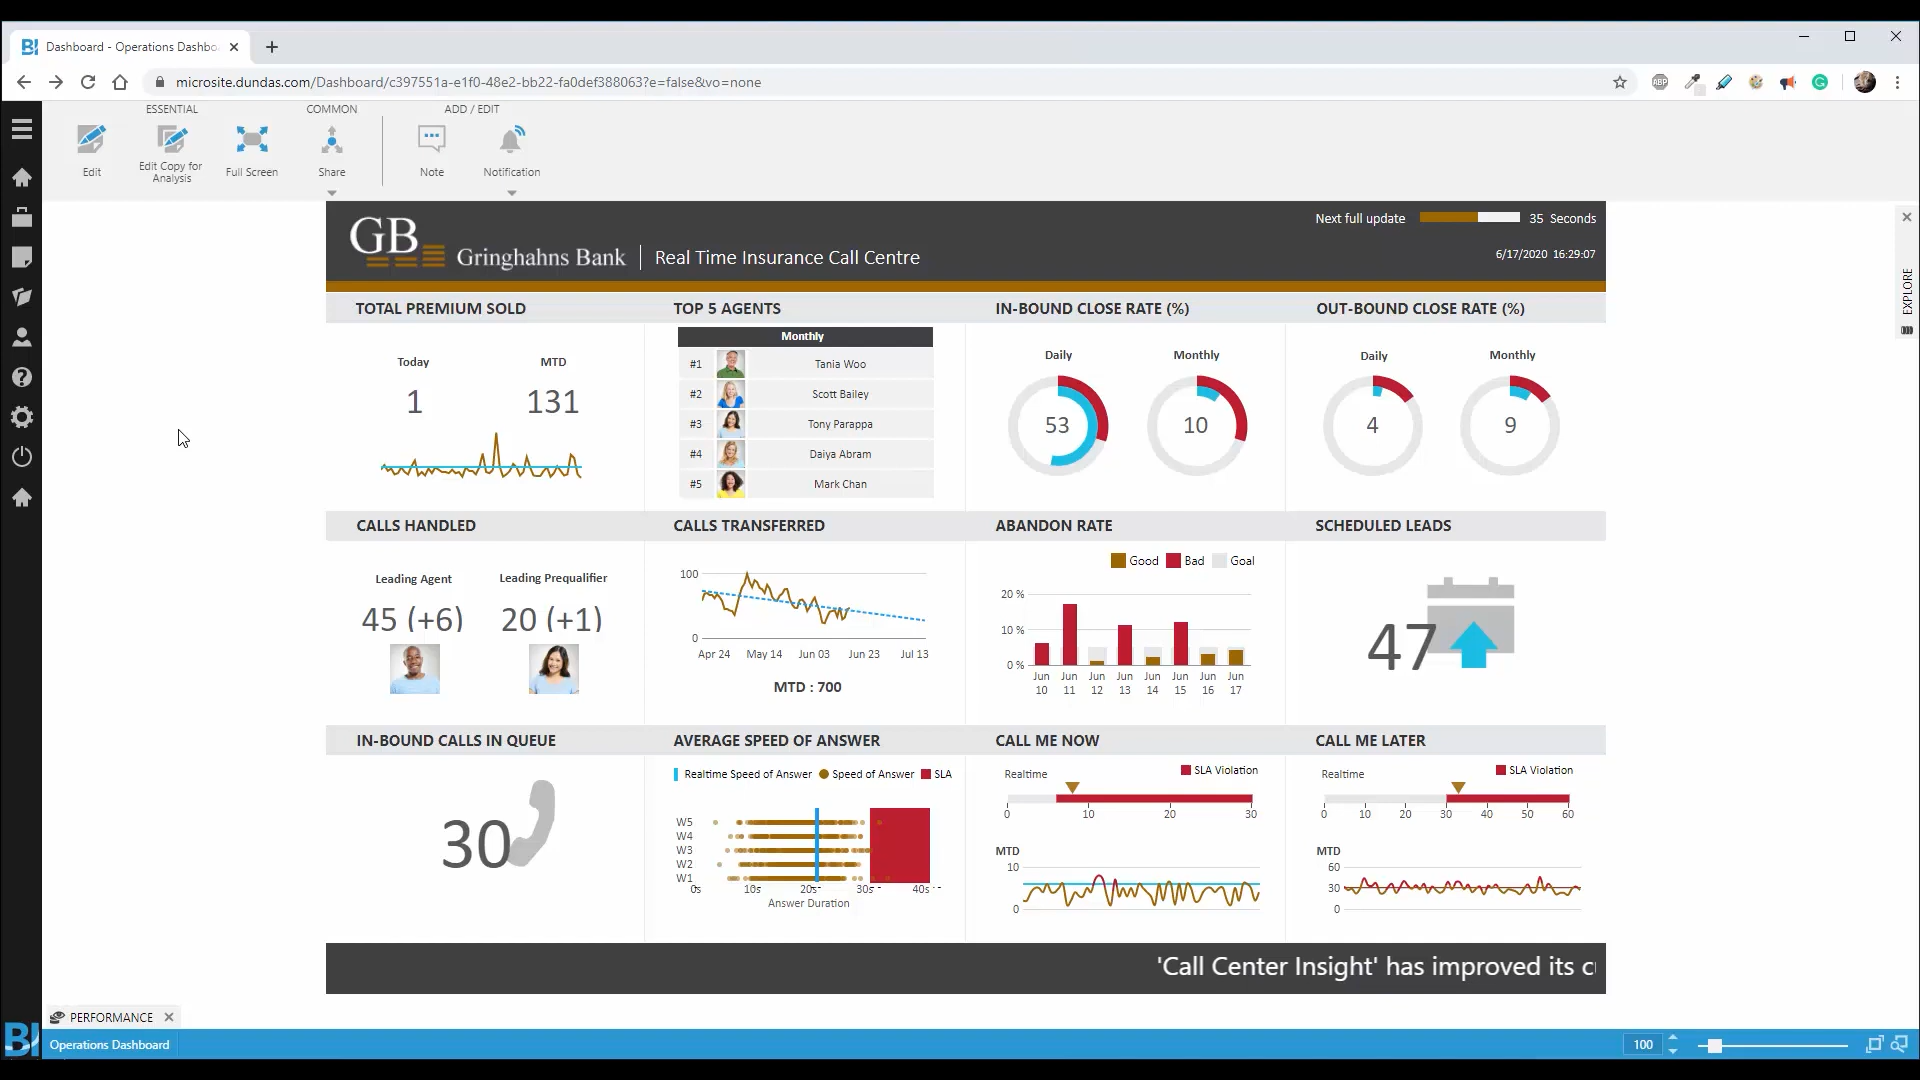 Dashboard - Operations Dashbo
microsite.dundas.com/Dashboard/c397551a-e1f0-48e2-bb22-fa0def388063?e=false&vo=none
ABP
ESSENTIAL
COMMON
ADD / EDIT
Edit
Edit Copy for
Analysis
Full Screen
Share
Note
Notification
EXPLORE
GB
Gringhahns Bank
Real Time Insurance Call Centre
Next full update
35 Seconds
6/17/2020 16:29:07
TOTAL PREMIUM SOLD
Today
MTD
1
131
TOP 5 AGENTS
Monthly
#1 Tania Woo
#2 Scott Bailey
#3 Tony Parappa
#4 Daiya Abram
#5 Mark Chan
IN-BOUND CLOSE RATE (%)
Daily
Monthly
53
10
OUT-BOUND CLOSE RATE (%)
Daily
Monthly
4
9
CALLS HANDLED
Leading Agent
Leading Prequalifier
45 (+6)
20 (+1)
CALLS TRANSFERRED
100
0
Apr 24 May 14 Jun 03 Jun 23 Jul 13
MTD : 700
ABANDON RATE
Good Bad Goal
20 %
10 %
0 %
Jun Jun Jun Jun Jun Jun Jun Jun
10 11 12 13 14 15 16 17
SCHEDULED LEADS
47
IN-BOUND CALLS IN QUEUE
30
AVERAGE SPEED OF ANSWER
Realtime Speed of Answer Speed of Answer SLA
W5
W4
W3
W2
W1
0s 10s 20s 30s 40s
Answer Duration
CALL ME NOW
Realtime
SLA Violation
0 10 20 30
MTD
10
0
CALL ME LATER
Realtime
SLA Violation
0 10 20 30 40 50 60
MTD
60
30
0
'Call Center Insight' has improved its c
PERFORMANCE
BI
Operations Dashboard
100